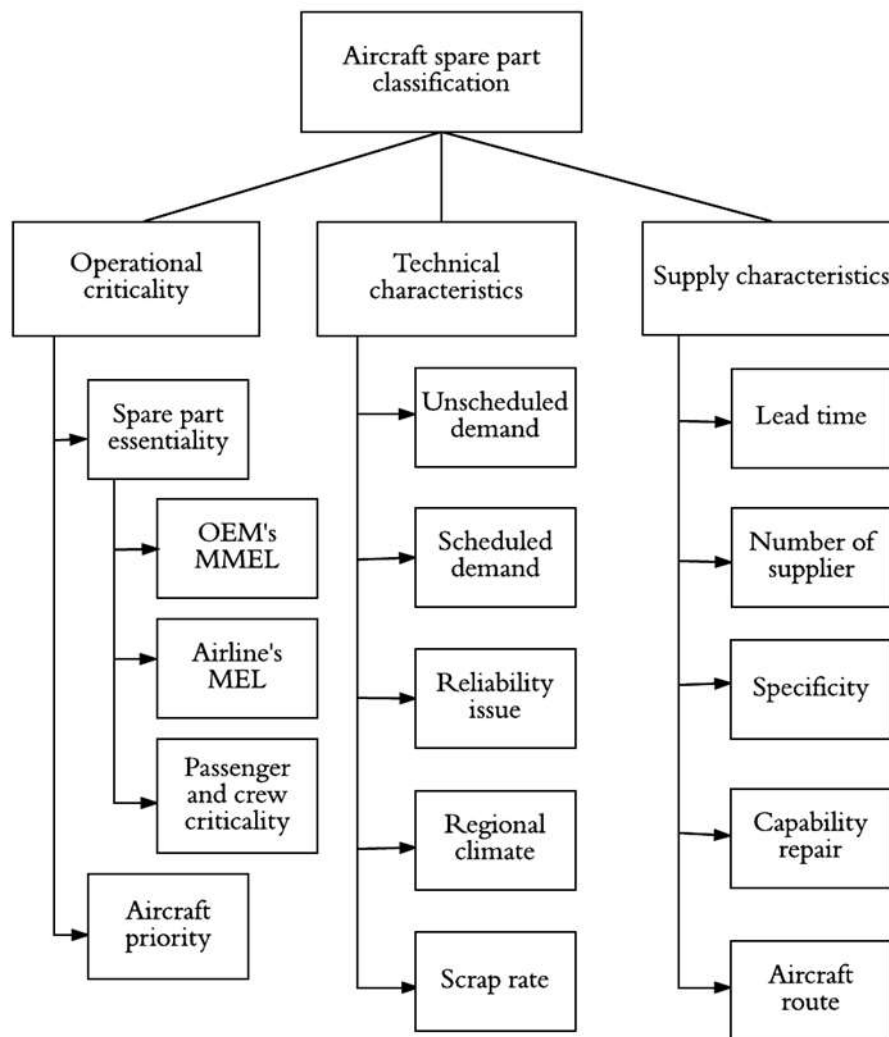 Aircraft spare part
classification
Operational
criticality
Technical
characteristics
Supply characteristics
Spare part
essentiality
OEM's
MMEL
Airline's
MEL
Passenger
and crew
criticality
Aircraft
priority
Unscheduled
demand
Scheduled
demand
Reliability
issue
Regional
climate
Scrap rate
Lead time
Number of
supplier
Specificity
Capability
repair
Aircraft
route